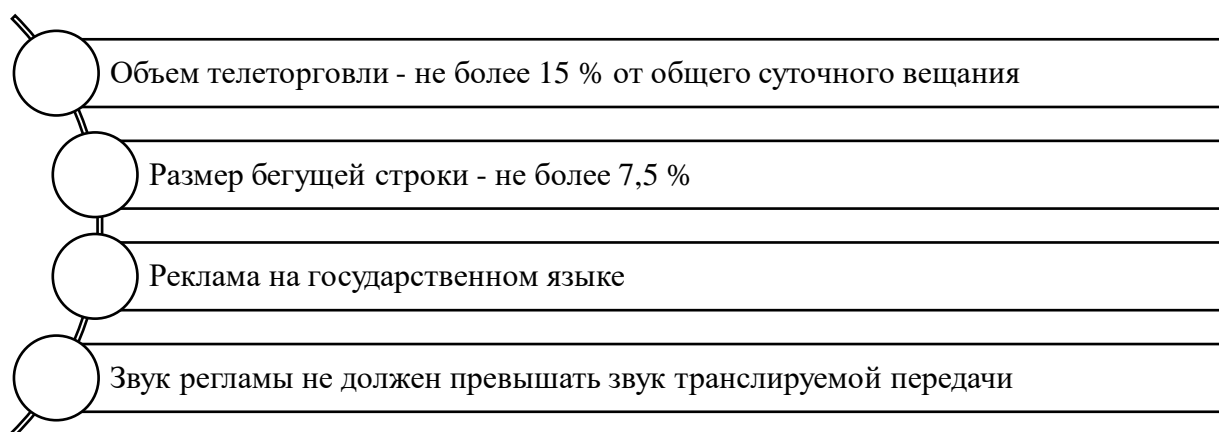 Объем телеторговли - не более 15 % от общего суточного вещания
Размер бегущей строки - не более 7,5 %
Реклама на государственном языке
Звук регламы не должен превышать звук транслируемой передачи